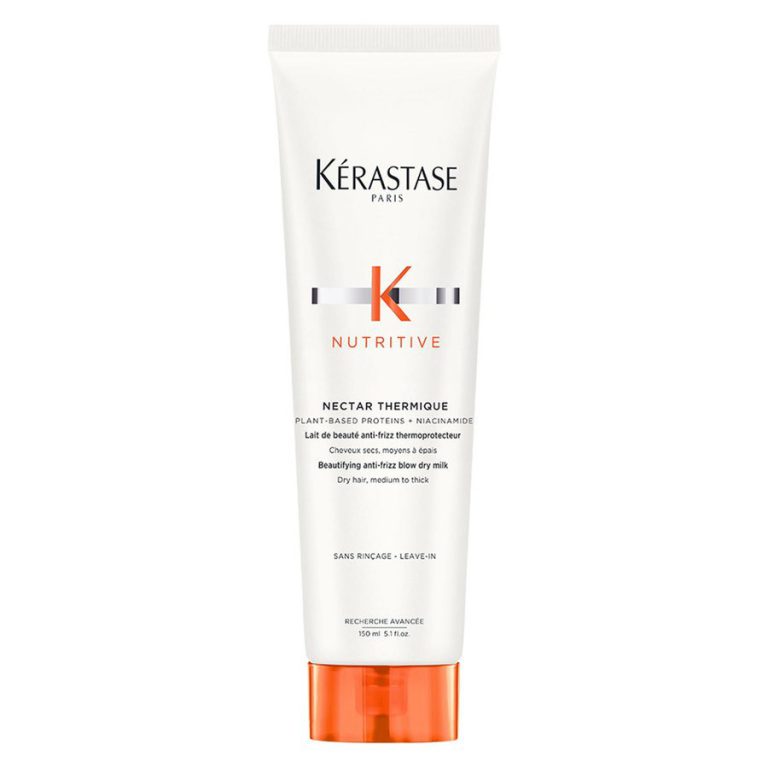 KÉRASTASE
PARIS
K
NUTRITIVE
NECTAR THERMIQUE
PLANT-BASED PROTEINS + NIACINAMIDE
Lait de beauté anti-frizz thermoprotecteur
Cheveux secs, moyens à épais
Beautifying anti-frizz blow dry milk
Dry hair, medium to thick
SANS RINÇAGE - LEAVE-IN
RECHERCHE AVANCÉE
150 ml 5.1 fl.oz.